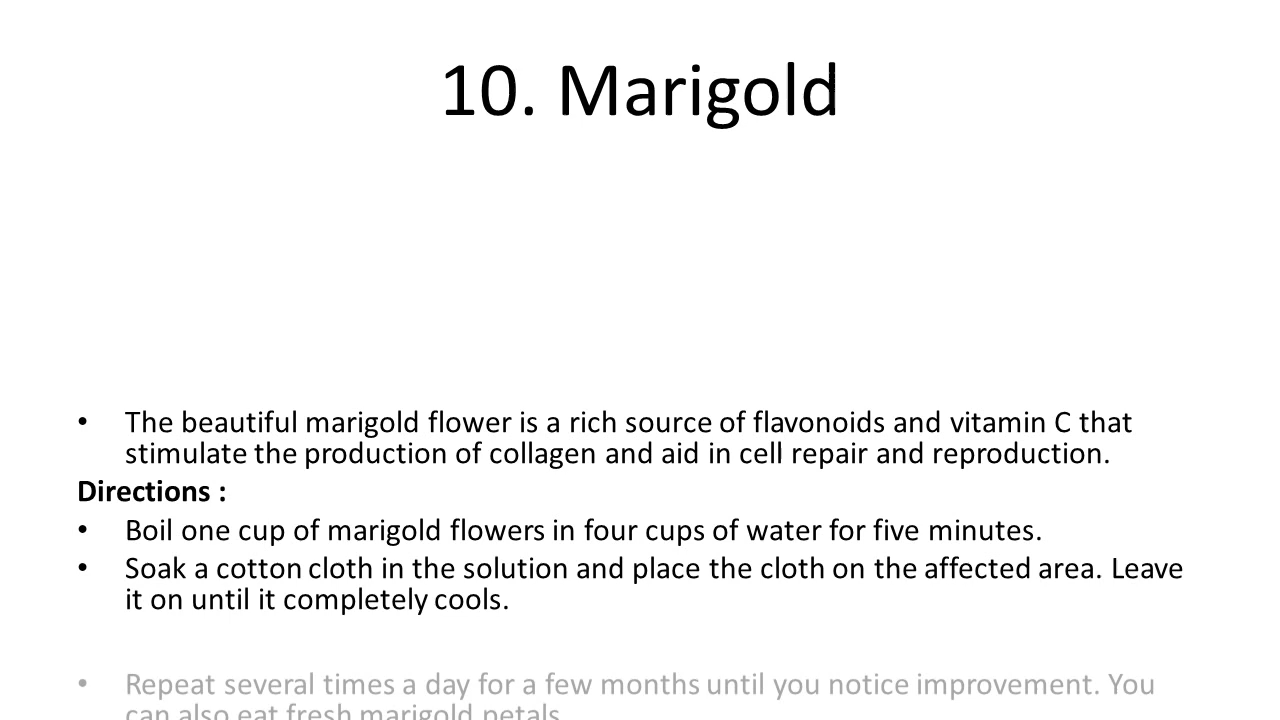 10. Marigold
• The beautiful marigold flower is a rich source of flavonoids and vitamin C that
stimulate the production of collagen and aid in cell repair and reproduction.
Directions :
• Boil one cup of marigold flowers in four cups of water for five minutes.
• Soak a cotton cloth in the solution and place the cloth on the affected area. Leave
it on until it completely cools.
• Repeat several times a day for a few months until you notice improvement. You
can also eat fresh marigold petals.